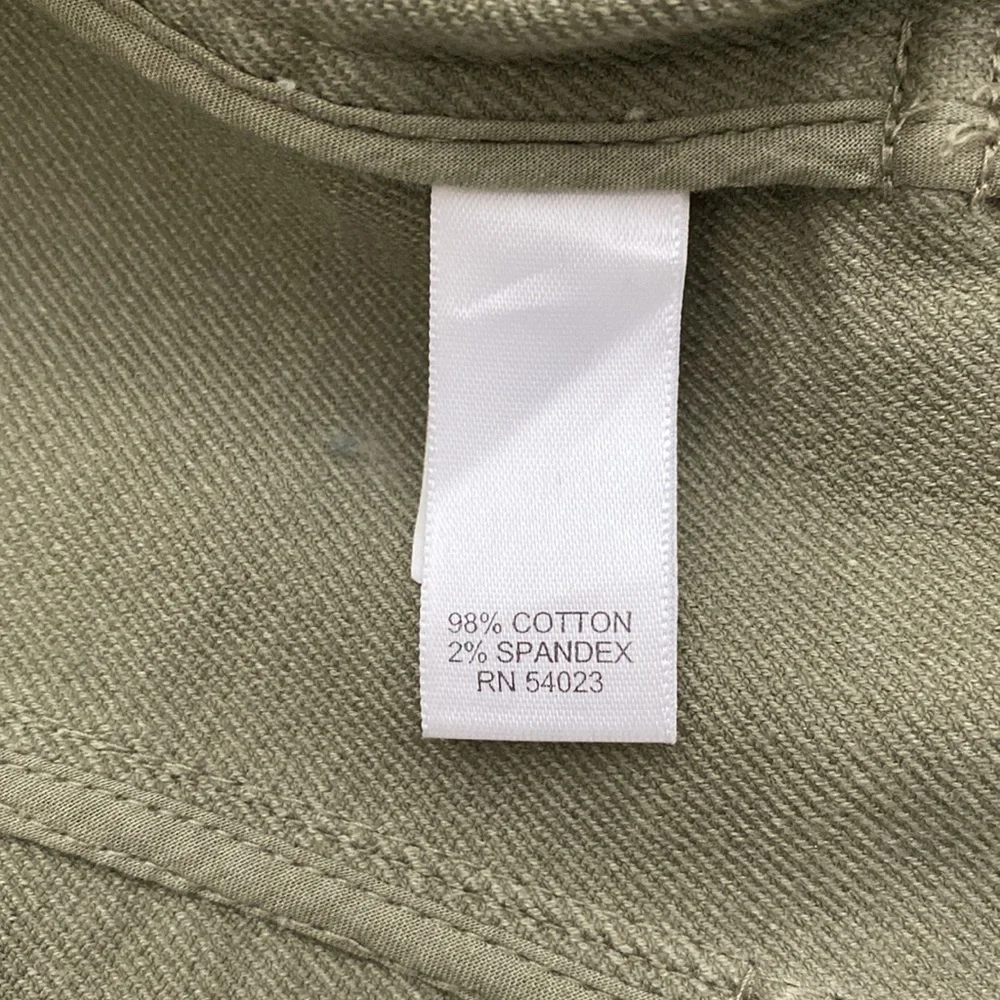 98% COTTON
2% SPANDEX
RN 54023